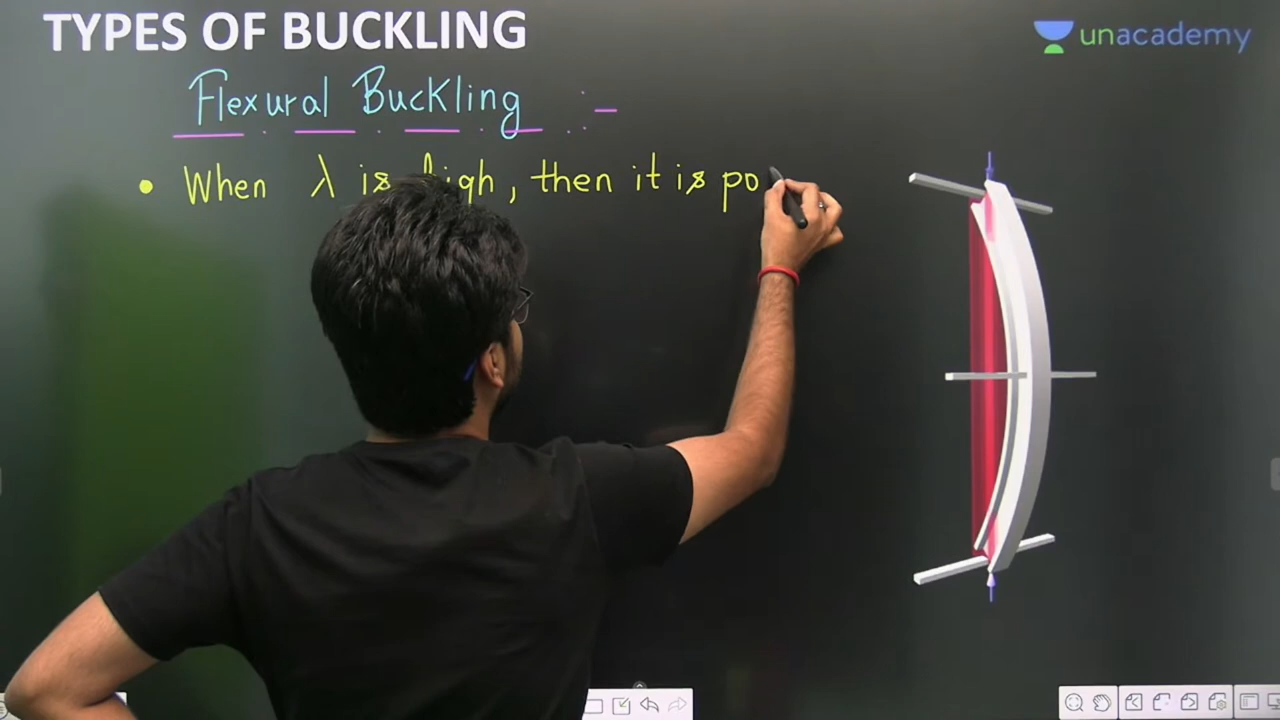 TYPES OF BUCKLING
unacademy
Flexural Buckling :-
• When λ is high, then it is po